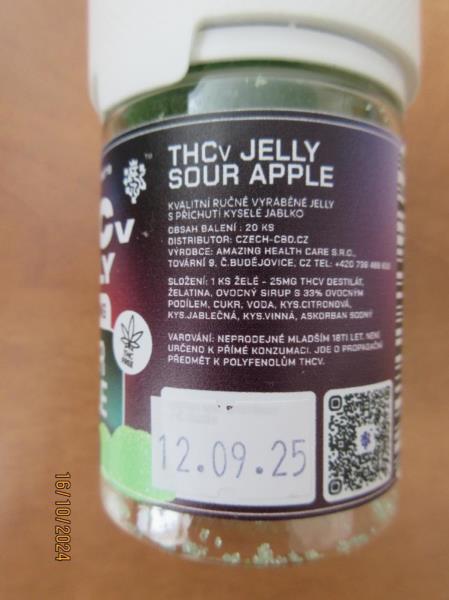 THCv JELLY
SOUR APPLE
KVALITNÍ RUČNĚ VYRÁBĚNÉ JELLY
S PŘÍCHUTÍ KYSELÉ JABLKO
OBSAH BALENÍ : 20 KS
DISTRIBUTOR: CZECH-CBD.CZ
VÝROBCE: AMAZING HEALTH CARE S.R.O.,
TOVÁRNÍ 9, Č.BUDĚJOVICE, CZ TEL: +420 739
SLOŽENÍ: 1 KS ŽELÉ - 25MG THCV DESTILÁT,
ŽELATINA, OVOCNÝ SIRUP S 33% OVOCNÝM
PODÍLEM, CUKR, VODA, KYS.CITRONOVÁ,
KYS.JABLEČNÁ, KYS.VINNÁ, ASKORBAN SODNÝ
VAROVÁNÍ: NEPRODEJNÉ MLADŠÍM 18TI LET. NENÍ
URČENO K PŘÍMÉ KONZUMACI. JDE O PROPAGAČNÍ
PŘEDMĚT K POLYFENOLŮM THCV.
12.09.25
16/10/2024